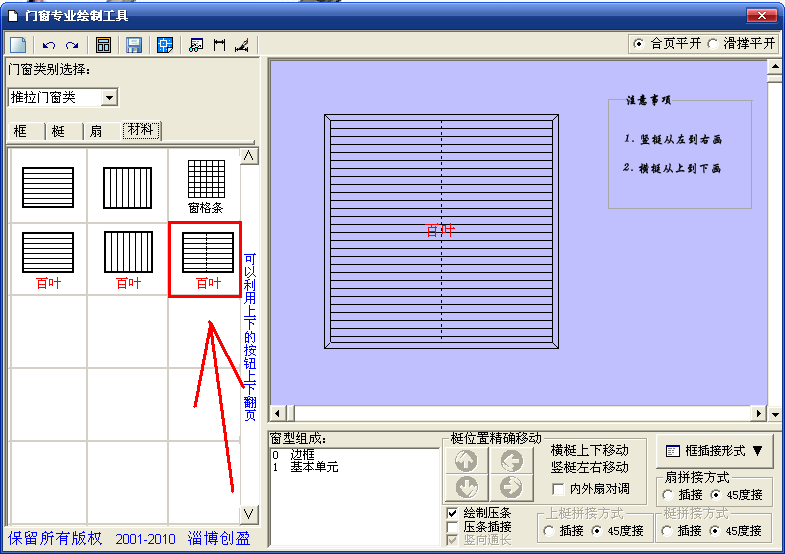 门窗专业绘制工具
合页平开 滑撑平开
门窗类别选择:
推拉门窗类
框 梃 扇 材料
窗格条
百叶 百叶 百叶
可以利用上下的按钮上下翻页
保留所有版权 2001-2010 淄博创盈
百叶
注意事项
1. 竖梃从左到右画
2. 横梃从上到下画
窗型组成:
0 边框
1 基本单元
梃位置精确移动
横梃上下移动
竖梃左右移动
内外扇对调
绘制压条
压条插接
竖向通长
框插接形式 ▼
扇拼接方式
插接 45度接
上梃拼接方式
插接 45度接
梃拼接方式
插接 45度接